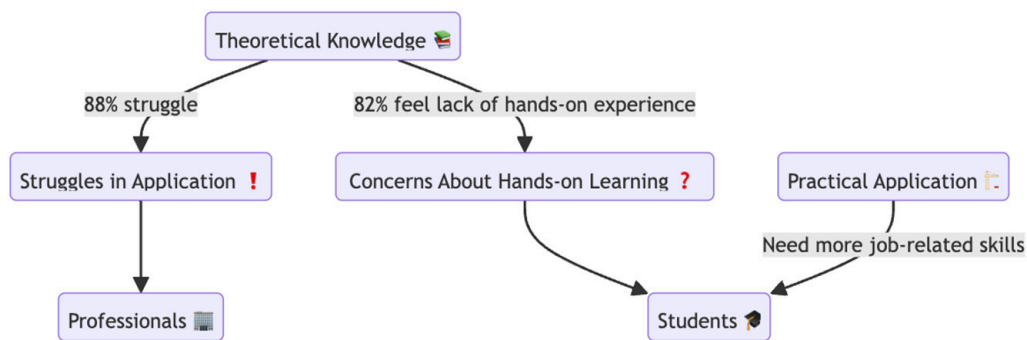 Theoretical Knowledge 📚
88% struggle
82% feel lack of hands-on experience
Struggles in Application ❗
Concerns About Hands-on Learning ❓
Practical Application 🏗️
Need more job-related skills
Professionals 🏢
Students 🎓